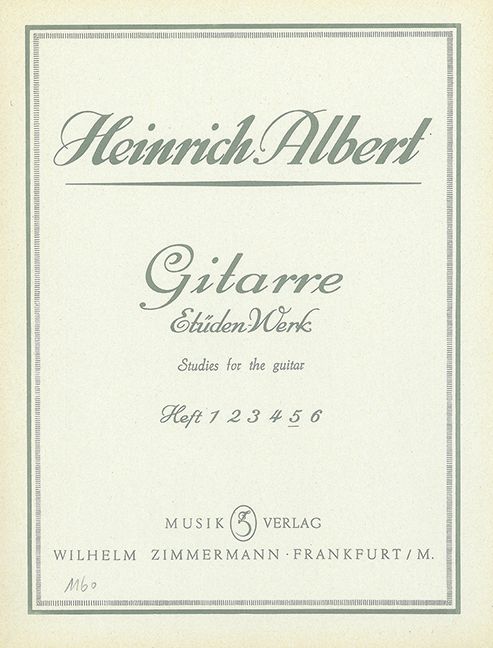 Heinrich Albert
Gitarre
Etüden-Werk
Studies for the guitar
Heft 1 2 3 4 5 6
MUSIK Z VERLAG
WILHELM ZIMMERMANN · FRANKFURT / M.